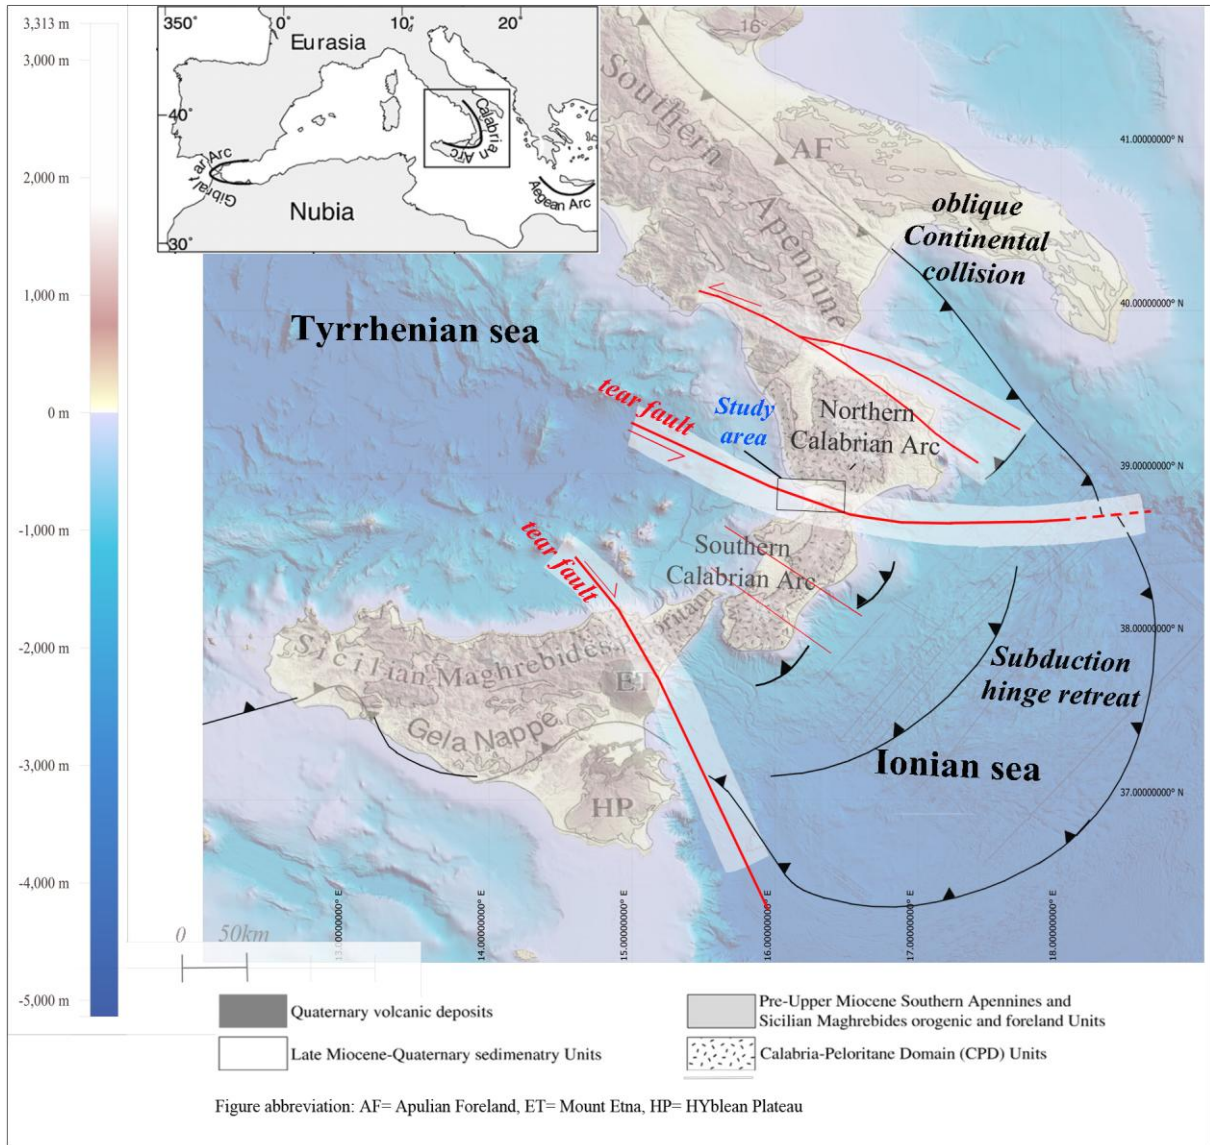 3,313 m
3,000 m
2,000 m
1,000 m
0 m
-1,000 m
-2,000 m
-3,000 m
-4,000 m
-5,000 m
350°
0°
10°
20°
40°
30°
Eurasia
Nubia
Gibraltar Arc
Calabrian Arc
Aegean Arc
16°
Southern
Apennine
AF
oblique
Continental
collision
41.00000000° N
40.00000000° N
39.00000000° N
38.00000000° N
37.00000000° N
Tyrrhenian sea
tear fault
Study
area
Northern
Calabrian Arc
tear fault
Southern
Calabrian Arc
Sicilian Maghrebides
Peloritani
ET
Gela Nappe
HP
Subduction
hinge retreat
Ionian sea
13.00000000° E
14.00000000° E
15.00000000° E
16.00000000° E
17.00000000° E
18.00000000° E
0 50km
Quaternary volcanic deposits
Late Miocene-Quaternary sedimenatry Units
Pre-Upper Miocene Southern Apennines and
Sicilian Maghrebides orogenic and foreland Units
Calabria-Peloritane Domain (CPD) Units
Figure abbreviation: AF= Apulian Foreland, ET= Mount Etna, HP= HYblean Plateau